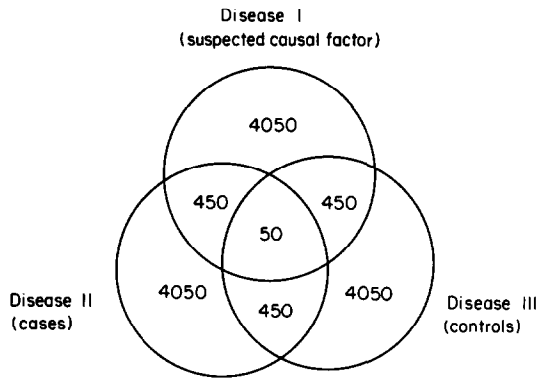 Disease I
(suspected causal factor)
4050
450
450
50
Disease II
(cases)
4050
450
4050
Disease III
(controls)